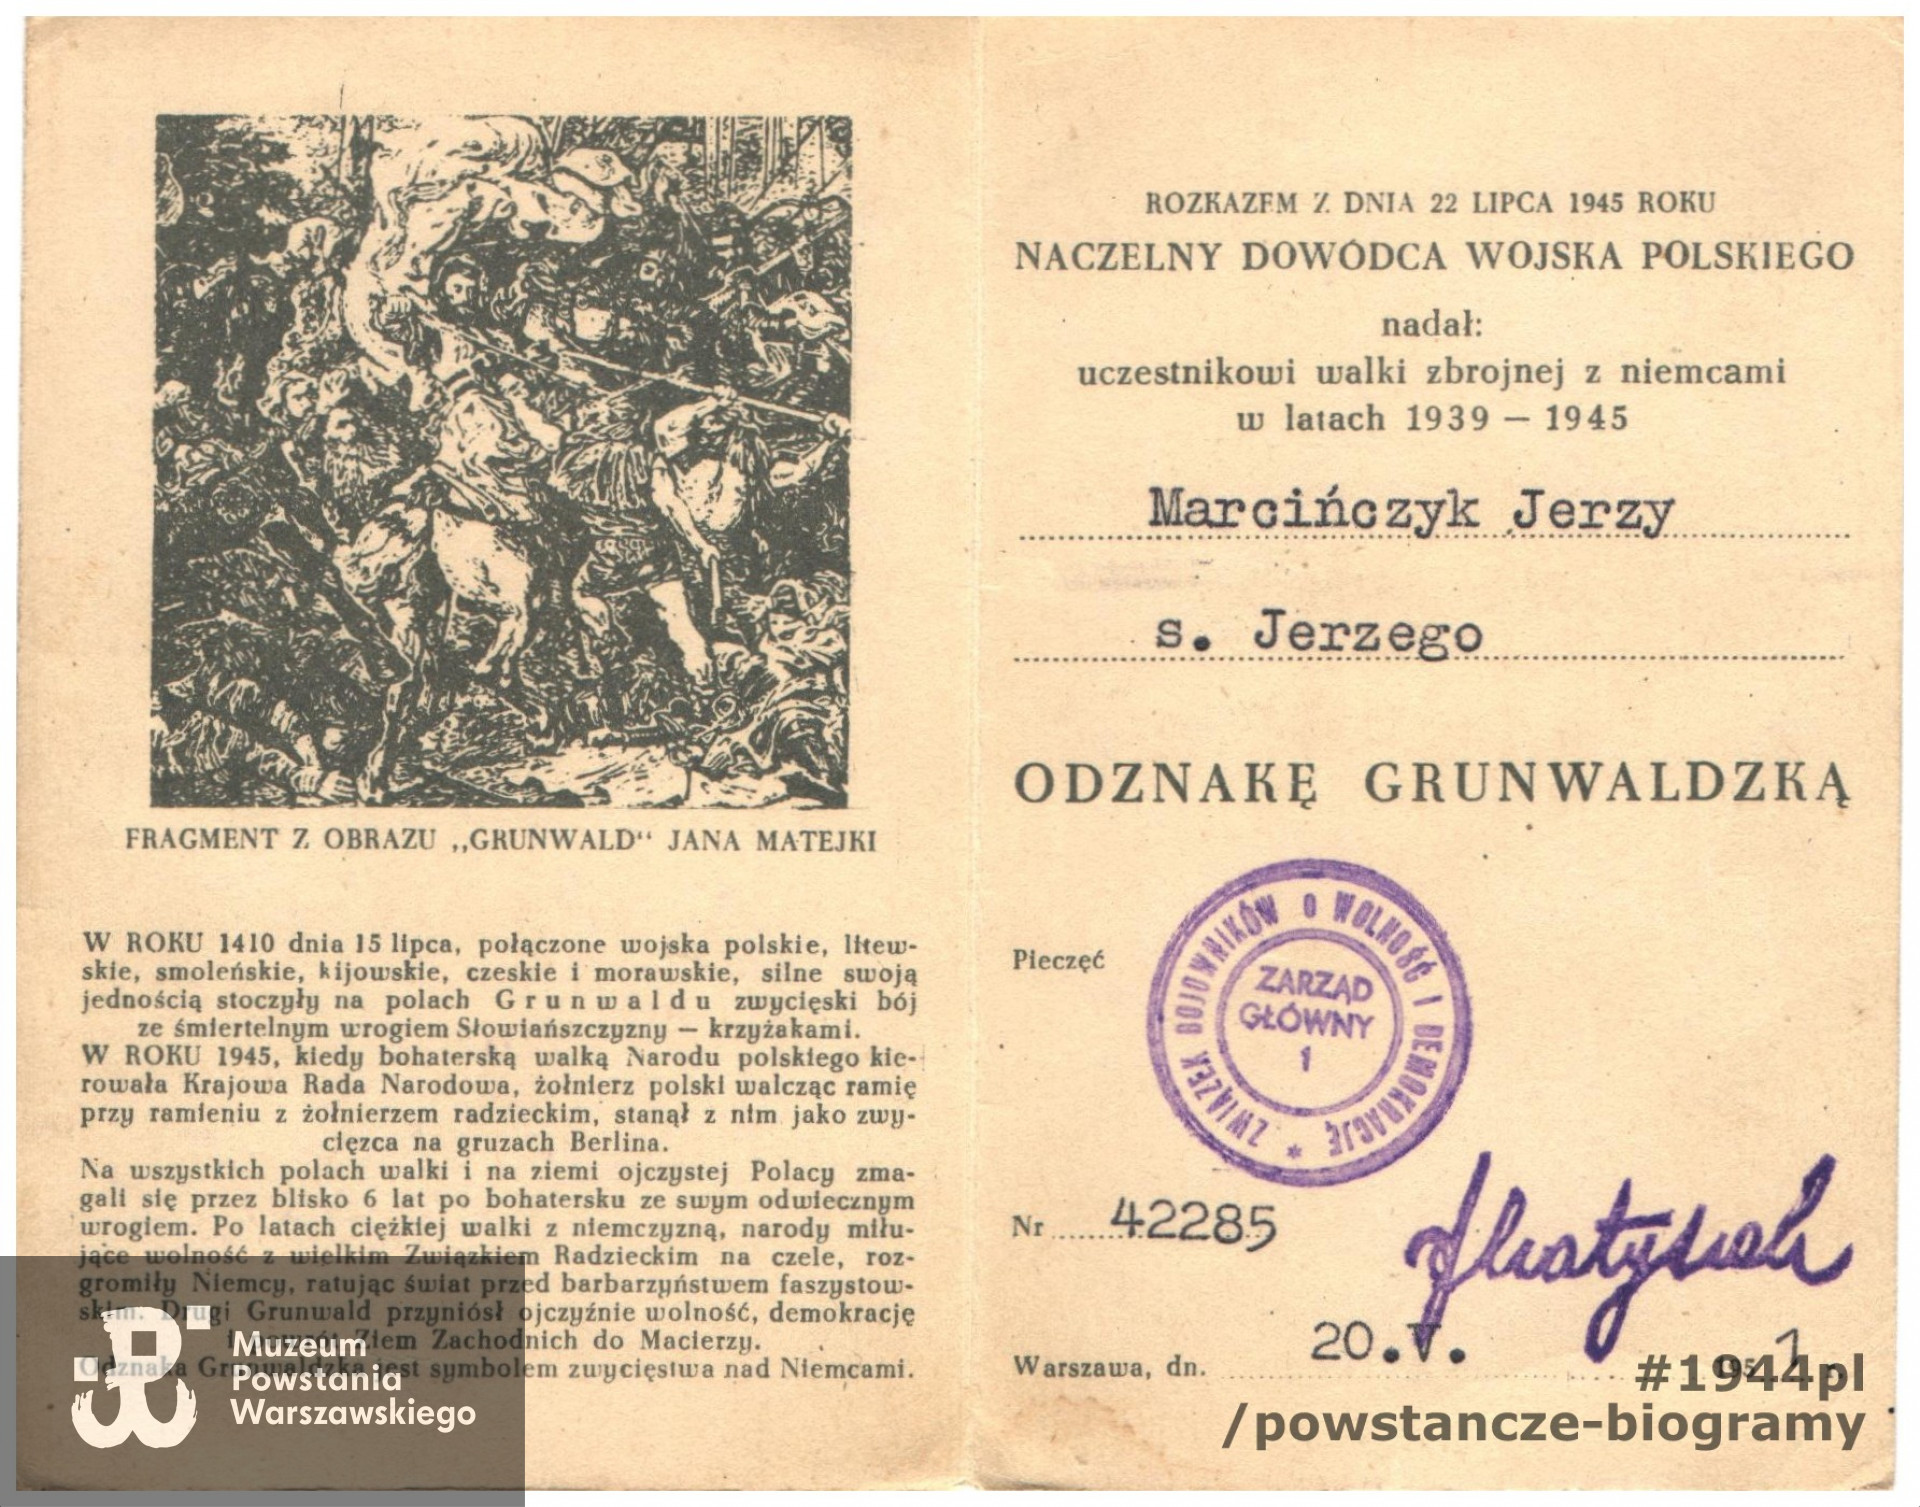 FRAGMENT Z OBRAZU „GRUNWALD“ JANA MATEJKI
W ROKU 1410 dnia 15 lipca, połączone wojska polskie, litew-
skie, smoleńskie, kijowskie, czeskie i morawskie, silne swoją
jednością stoczyły na polach Grunwaldu zwycięski bój
ze śmiertelnym wrogiem Słowiańszczyzny — krzyżakami.
W ROKU 1945, kiedy bohaterską walką Narodu polskiego kie-
rowała Krajowa Rada Narodowa, żołnierz polski walcząc ramię
przy ramieniu z żołnierzem radzieckim, stanął z nim jako zwy-
cięzca na gruzach Berlina.
Na wszystkich polach walki i na ziemi ojczystej Polacy zma-
gali się przez blisko 6 lat po bohatersku ze swym odwiecznym
wrogiem. Po latach ciężkiej walki z niemczyzną, narody miłu-
jące wolność z wielkim Związkiem Radzieckim na czele, roz-
gromiły Niemcy, ratując świat przed barbarzyństwem faszystow-
skim. Drugi Grunwald przyniósł ojczyźnie wolność, demokrację
i powrót Ziem Zachodnich do Macierzy.
Odznaka Grunwaldzka jest symbolem zwycięstwa nad Niemcami.
Muzeum
Powstania
Warszawskiego
ROZKAZEM Z DNIA 22 LIPCA 1945 ROKU
NACZELNY DOWÓDCA WOJSKA POLSKIEGO
nadał:
uczestnikowi walki zbrojnej z niemcami
w latach 1939 — 1945
Marcińczyk Jerzy
s. Jerzego
ODZNAKĘ GRUNWALDZKĄ
Pieczęć
ZWIĄZEK BOJOWNIKÓW O WOLNOŚĆ I DEMOKRACJĘ *
ZARZĄD
GŁÓWNY
1
Nr 42285
Warszawa, dn. 20.V. 1951 r.
#1944pl
/powstancze-biogramy